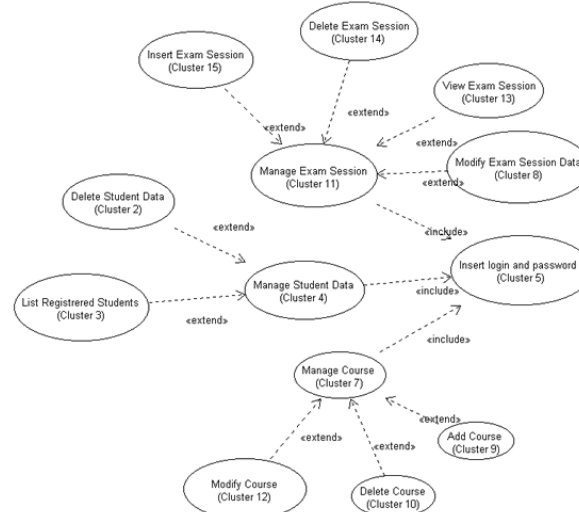 Delete Exam Session
(Cluster 14)
Insert Exam Session
(Cluster 15)
View Exam Session
(Cluster 13)
«extend»
«extend»
«extend»
Manage Exam Session
(Cluster 11)
Modify Exam Session Data
(Cluster 8)
«extend»
Delete Student Data
(Cluster 2)
«extend»
«include»
Insert login and password
(Cluster 5)
Manage Student Data
(Cluster 4)
«include»
List Registrered Students
(Cluster 3)
«extend»
«include»
Manage Course
(Cluster 7)
«extend»
Add Course
(Cluster 9)
«extend»
«extend»
Modify Course
(Cluster 12)
Delete Course
(Cluster 10)